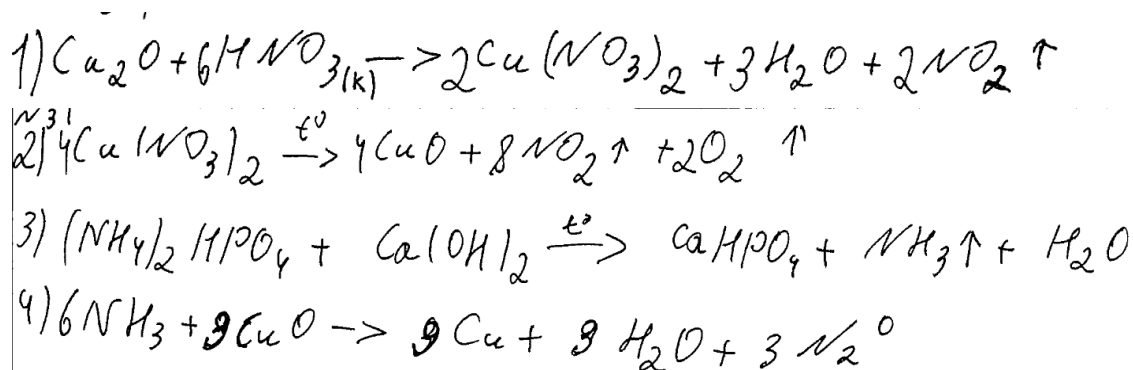 1) Cu₂O + 6HNO₃(к) –> 2Cu(NO₃)₂ + 3H₂O + 2NO₂ ↑
2) 4Cu(NO₃)₂ –t°–> 4CuO + 8NO₂ ↑ + 2O₂ ↑
3) (NH₄)₂HPO₄ + Ca(OH)₂ –t°–> CaHPO₄ + NH₃↑ + H₂O
4) 6NH₃ + 9CuO –> 9Cu + 9H₂O + 3N₂⁰